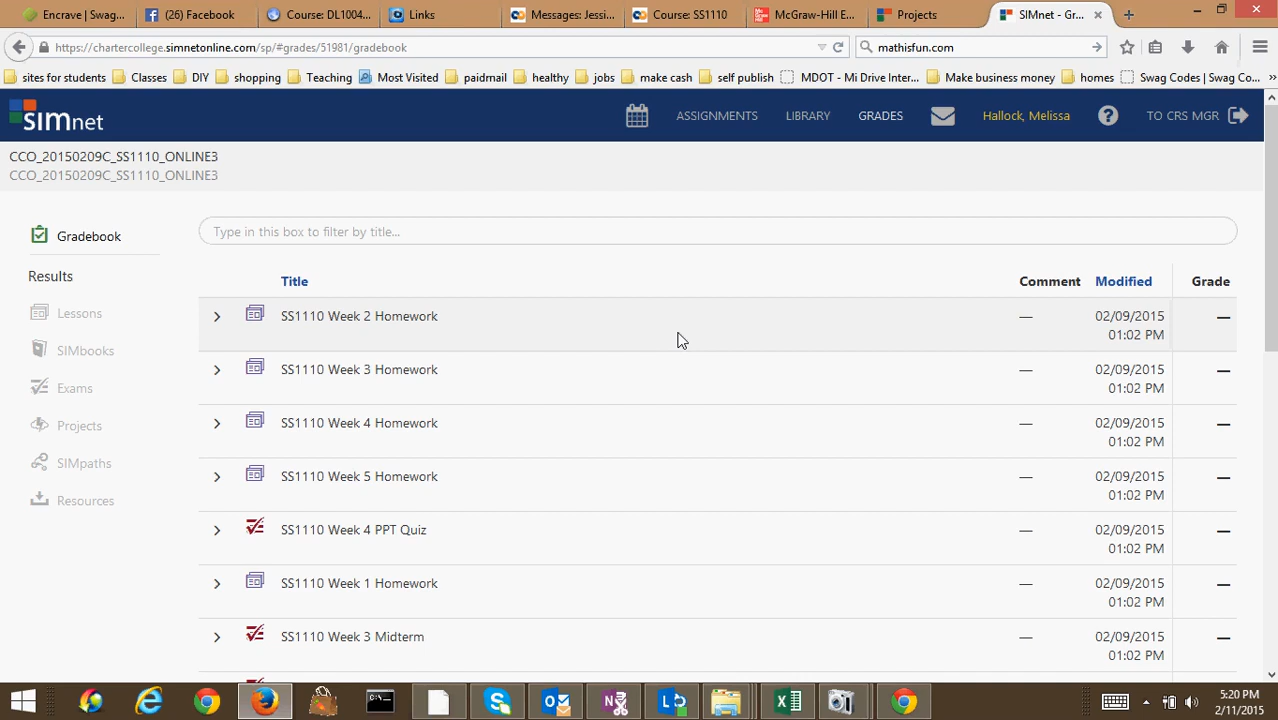 Encrave | Swag...
(26) Facebook
Course: DL1004...
Links
Messages: Jessi...
Course: SS1110
McGraw-Hill E...
Projects
SIMnet - Gr...
https://chartercollege.simnetonline.com/sp/#grades/51981/gradebook
mathisfun.com
sites for students
Classes
DIY
shopping
Teaching
Most Visited
paidmail
healthy
jobs
make cash
self publish
MDOT - Mi Drive Inter...
Make business money
homes
Swag Codes | Swag Co...
SIMnet
ASSIGNMENTS
LIBRARY
GRADES
Hallock, Melissa
TO CRS MGR
CCO_20150209C_SS1110_ONLINE3
CCO_20150209C_SS1110_ONLINE3
Gradebook
Type in this box to filter by title...
Results
Lessons
SIMbooks
Exams
Projects
SIMpaths
Resources
Title Comment Modified Grade
SS1110 Week 2 Homework — 02/09/2015 —
01:02 PM
SS1110 Week 3 Homework — 02/09/2015 —
01:02 PM
SS1110 Week 4 Homework — 02/09/2015 —
01:02 PM
SS1110 Week 5 Homework — 02/09/2015 —
01:02 PM
SS1110 Week 4 PPT Quiz — 02/09/2015 —
01:02 PM
SS1110 Week 1 Homework — 02/09/2015 —
01:02 PM
SS1110 Week 3 Midterm — 02/09/2015 —
01:02 PM
5:20 PM
2/11/2015